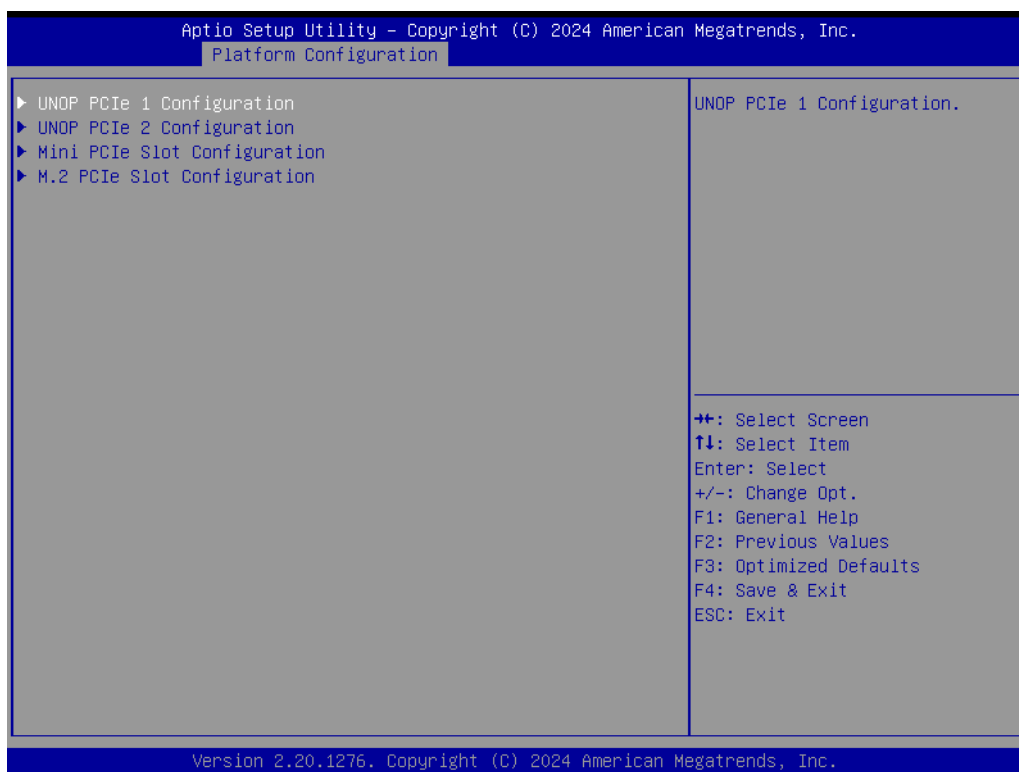 Aptio Setup Utility – Copyright (C) 2024 American Megatrends, Inc.
Platform Configuration
▶ UNOP PCIe 1 Configuration
▶ UNOP PCIe 2 Configuration
▶ Mini PCIe Slot Configuration
▶ M.2 PCIe Slot Configuration
UNOP PCIe 1 Configuration.
→←: Select Screen
↑↓: Select Item
Enter: Select
+/-: Change Opt.
F1: General Help
F2: Previous Values
F3: Optimized Defaults
F4: Save & Exit
ESC: Exit
Version 2.20.1276. Copyright (C) 2024 American Megatrends, Inc.